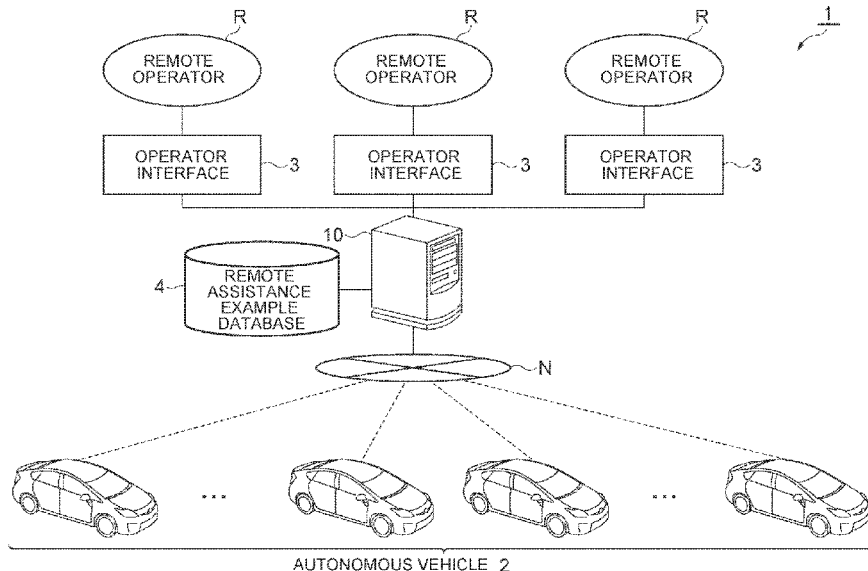 R R R 1
REMOTE OPERATOR
REMOTE OPERATOR
REMOTE OPERATOR
OPERATOR INTERFACE 3
OPERATOR INTERFACE 3
OPERATOR INTERFACE 3
10
4
REMOTE
ASSISTANCE
EXAMPLE
DATABASE
N
... ...
AUTONOMOUS VEHICLE 2